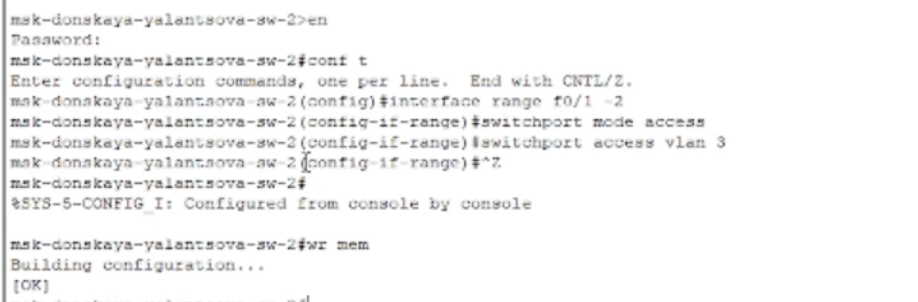 msk-donskaya-yalantsova-sw-2>en
Password:
msk-donskaya-yalantsova-sw-2#conf t
Enter configuration commands, one per line.  End with CNTL/Z.
msk-donskaya-yalantsova-sw-2(config)#interface range f0/1 -2
msk-donskaya-yalantsova-sw-2(config-if-range)#switchport mode access
msk-donskaya-yalantsova-sw-2(config-if-range)#switchport access vlan 3
msk-donskaya-yalantsova-sw-2(config-if-range)#^Z
msk-donskaya-yalantsova-sw-2#
%SYS-5-CONFIG_I: Configured from console by console
msk-donskaya-yalantsova-sw-2#wr mem
Building configuration...
[OK]